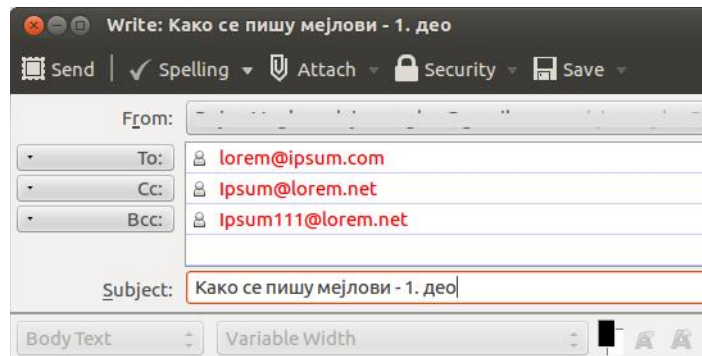 Write: Како се пишу мејлови - 1. део
Send Spelling Attach Security Save
From:
To: lorem@ipsum.com
Cc: Ipsum@lorem.net
Bcc: Ipsum111@lorem.net
Subject: Како се пишу мејлови - 1. део
Body Text Variable Width